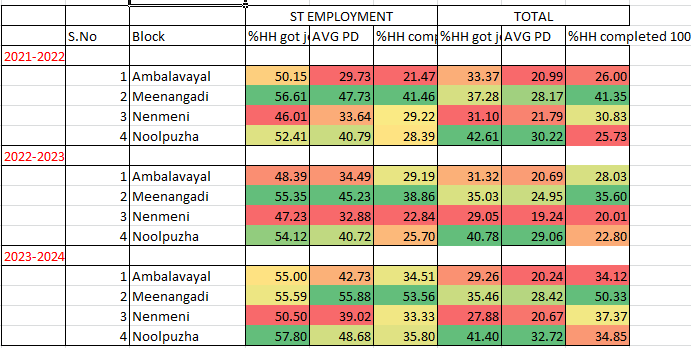 ST EMPLOYMENT TOTAL
S.No Block %HH got jo AVG PD %HH comp %HH got jo AVG PD %HH completed 100
2021-2022
1 Ambalavayal 50.15 29.73 21.47 33.37 20.99 26.00
2 Meenangadi 56.61 47.73 41.46 37.28 28.17 41.35
3 Nenmeni 46.01 33.64 29.22 31.10 21.79 30.83
4 Noolpuzha 52.41 40.79 28.39 42.61 30.22 25.73
2022-2023
1 Ambalavayal 48.39 34.49 29.19 31.32 20.69 28.03
2 Meenangadi 55.35 45.23 38.86 35.03 24.95 35.60
3 Nenmeni 47.23 32.88 22.84 29.05 19.24 20.01
4 Noolpuzha 54.12 40.72 25.70 40.78 29.06 22.80
2023-2024
1 Ambalavayal 55.00 42.73 34.51 29.26 20.24 34.12
2 Meenangadi 55.59 55.88 53.56 35.46 28.42 50.33
3 Nenmeni 50.50 39.02 33.33 27.88 20.67 37.37
4 Noolpuzha 57.80 48.68 35.80 41.40 32.72 34.85